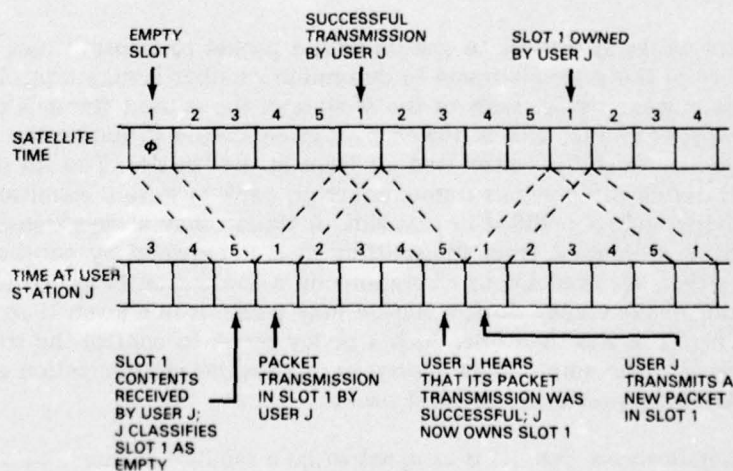 EMPTY
SLOT
SUCCESSFUL
TRANSMISSION
BY USER J
SLOT 1 OWNED
BY USER J
1 2 3 4 5 1 2 3 4 5 1 2 3 4
SATELLITE
TIME
ϕ
3 4 5 1 2 3 4 5 1 3 4 5 1
TIME AT USER
STATION J
SLOT 1
CONTENTS
RECEIVED
BY USER J;
J CLASSIFIES
SLOT 1 AS
EMPTY
PACKET
TRANSMISSION
IN SLOT 1 BY
USER J
USER J HEARS
THAT ITS PACKET
TRANSMISSION WAS
SUCCESSFUL; J
NOW OWNS SLOT 1
USER J
TRANSMITS A
NEW PACKET
IN SLOT 1